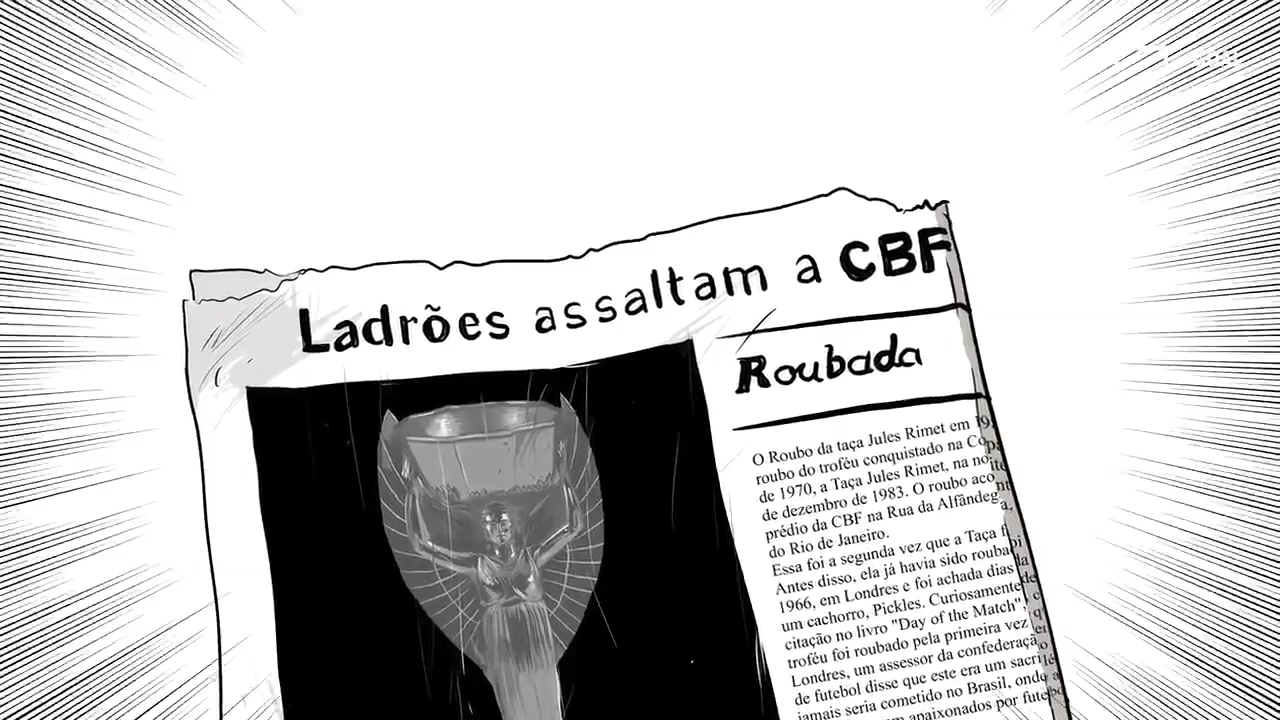 Ladrões assaltam a CBF
Roubada
O Roubo da taça Jules Rimet em
roubo do troféu conquistado na Copa
de 1970, a Taça Jules Rimet, na noite
de dezembro de 1983. O roubo
prédio da CBF na Rua da
do Rio de Janeiro.
Essa foi a segunda vez que a Taça
Antes disso, ela já havia sido
1966, em Londres e foi achada dias
um cachorro, Pickles. Curiosamente
citação no livro "Day of the Match",
troféu foi roubado pela primeira vez
Londres, um assessor da
de futebol disse que este era um
jamais seria cometido no Brasil, onde
apaixonados por